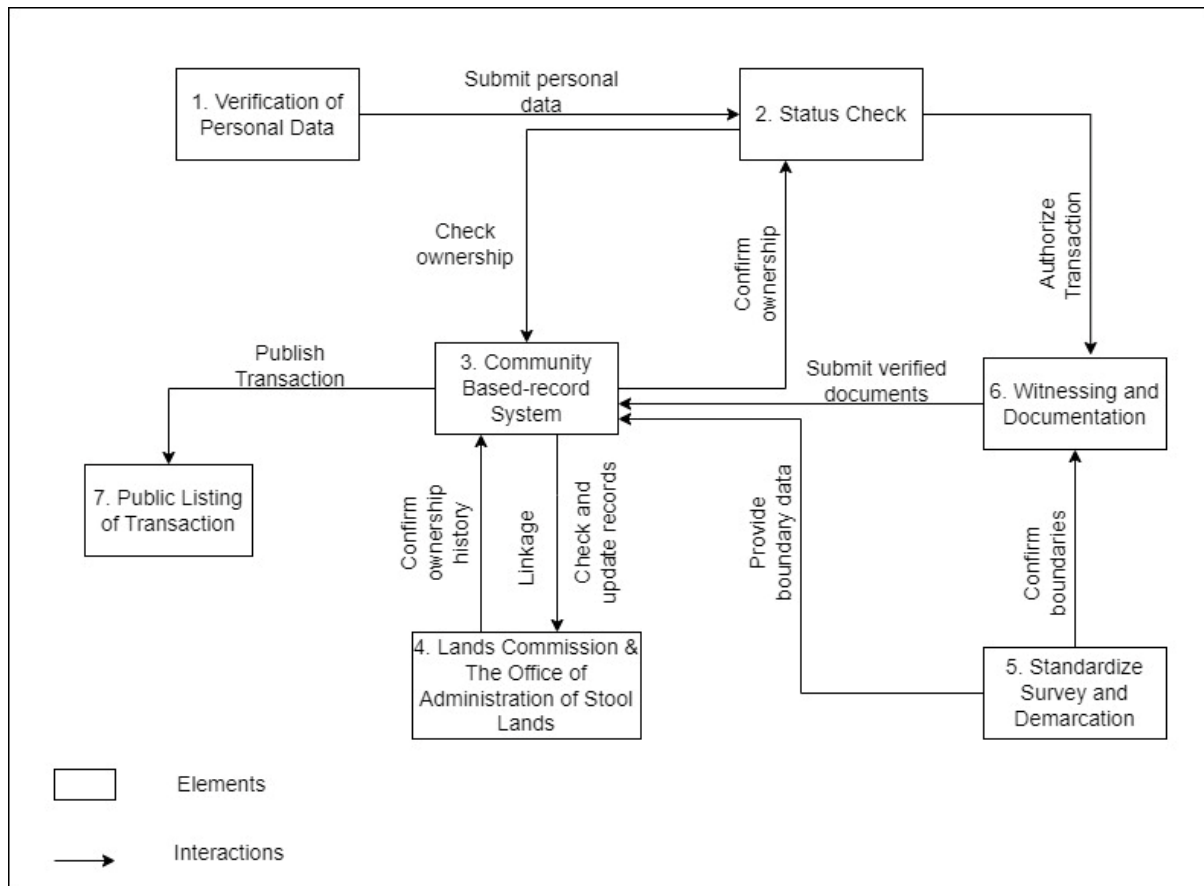 1. Verification of
Personal Data
Submit personal
data
2. Status Check
Check
ownership
Confirm
ownership
Authorize
Transaction
Publish
Transaction
3. Community
Based-record
System
Submit verified
documents
6. Witnessing and
Documentation
7. Public Listing
of Transaction
Confirm
ownership
history
Linkage
Check and
update records
Provide
boundary data
Confirm
boundaries
4. Lands Commission &
The Office of
Administration of Stool
Lands
5. Standardize
Survey and
Demarcation
Elements
Interactions